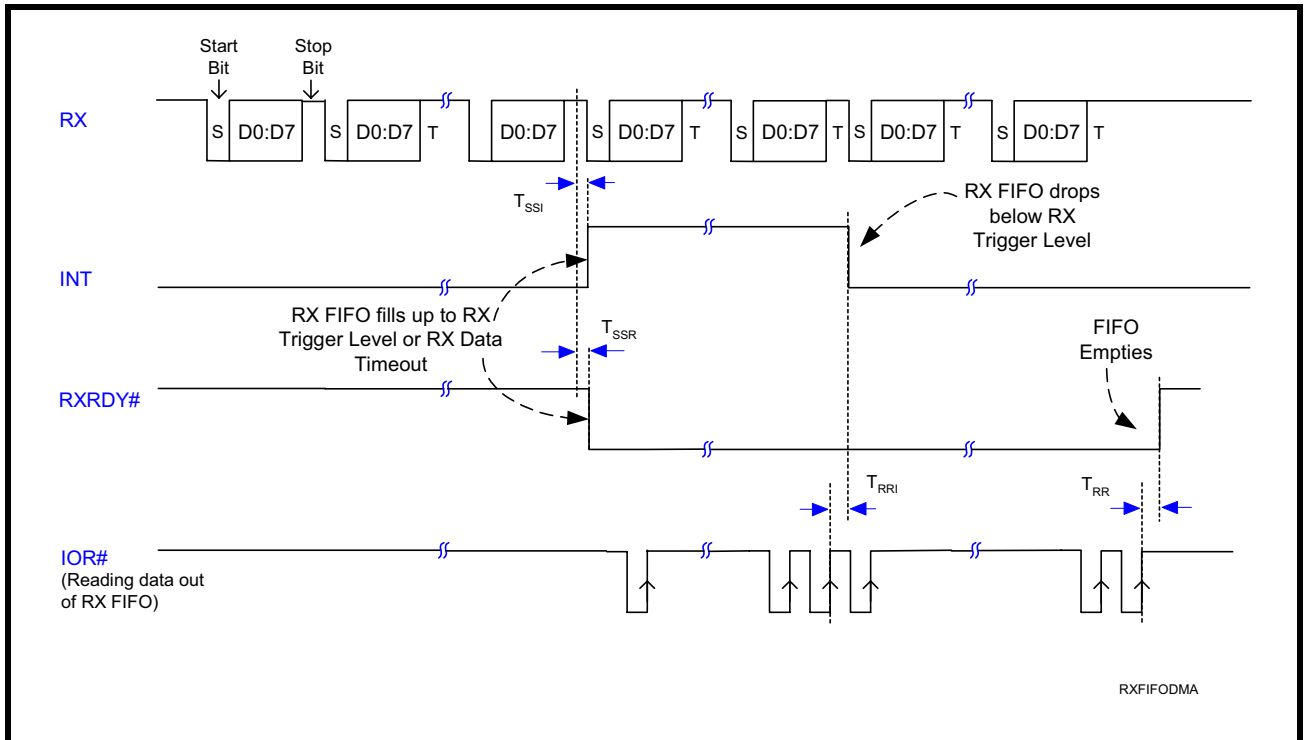 Start
Bit
Stop
Bit
RX
S D0:D7 S D0:D7 T D0:D7 S D0:D7 T S D0:D7 T S D0:D7 T S D0:D7 T
TSSI
RX FIFO drops
below RX
Trigger Level
INT
RX FIFO fills up to RX
Trigger Level or RX Data
Timeout
TSSR
FIFO
Empties
RXRDY#
TRRI
TRR
IOR#
(Reading data out
of RX FIFO)
RXFIFODMA